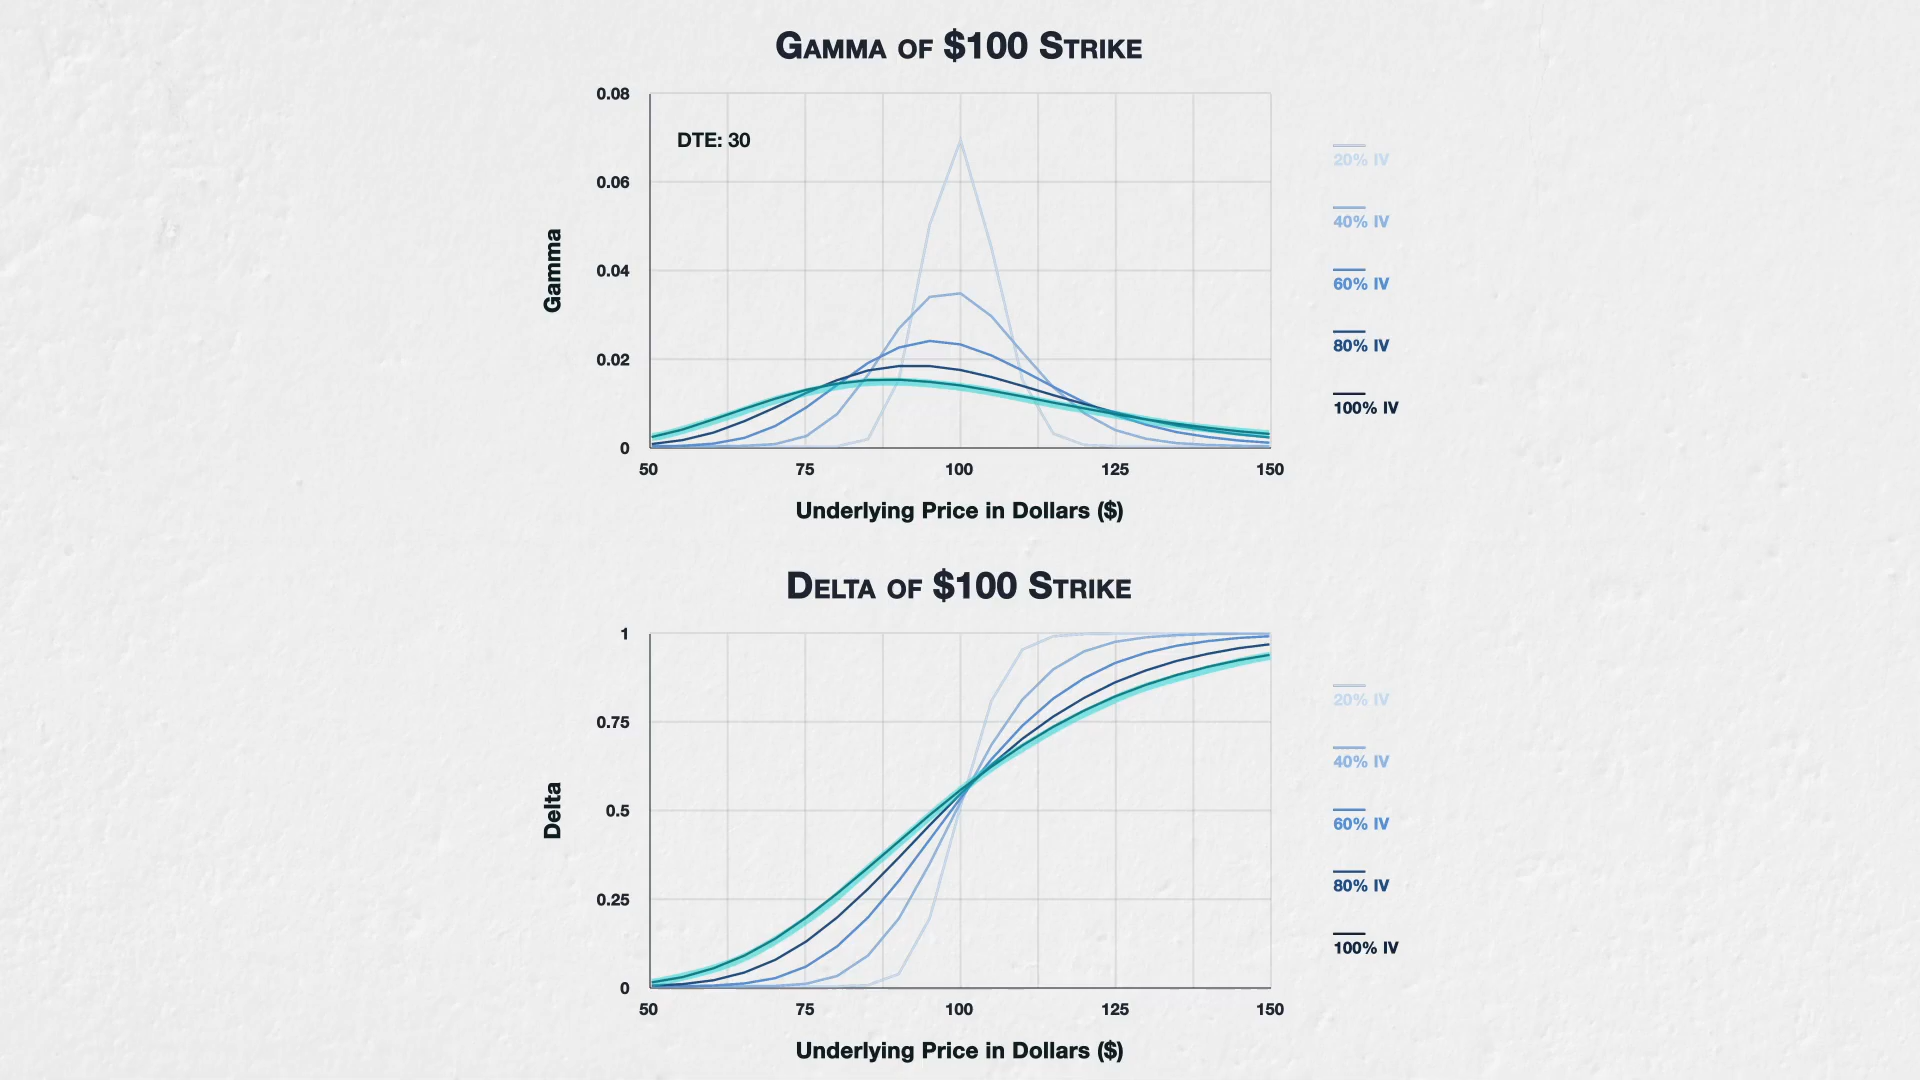 Gamma of $100 Strike
0.08
DTE: 30
0.06
0.04
0.02
0
Gamma
50 75 100 125 150
Underlying Price in Dollars ($)
20% IV
40% IV
60% IV
80% IV
100% IV
Delta of $100 Strike
1
0.75
0.5
0.25
0
Delta
50 75 100 125 150
Underlying Price in Dollars ($)
20% IV
40% IV
60% IV
80% IV
100% IV